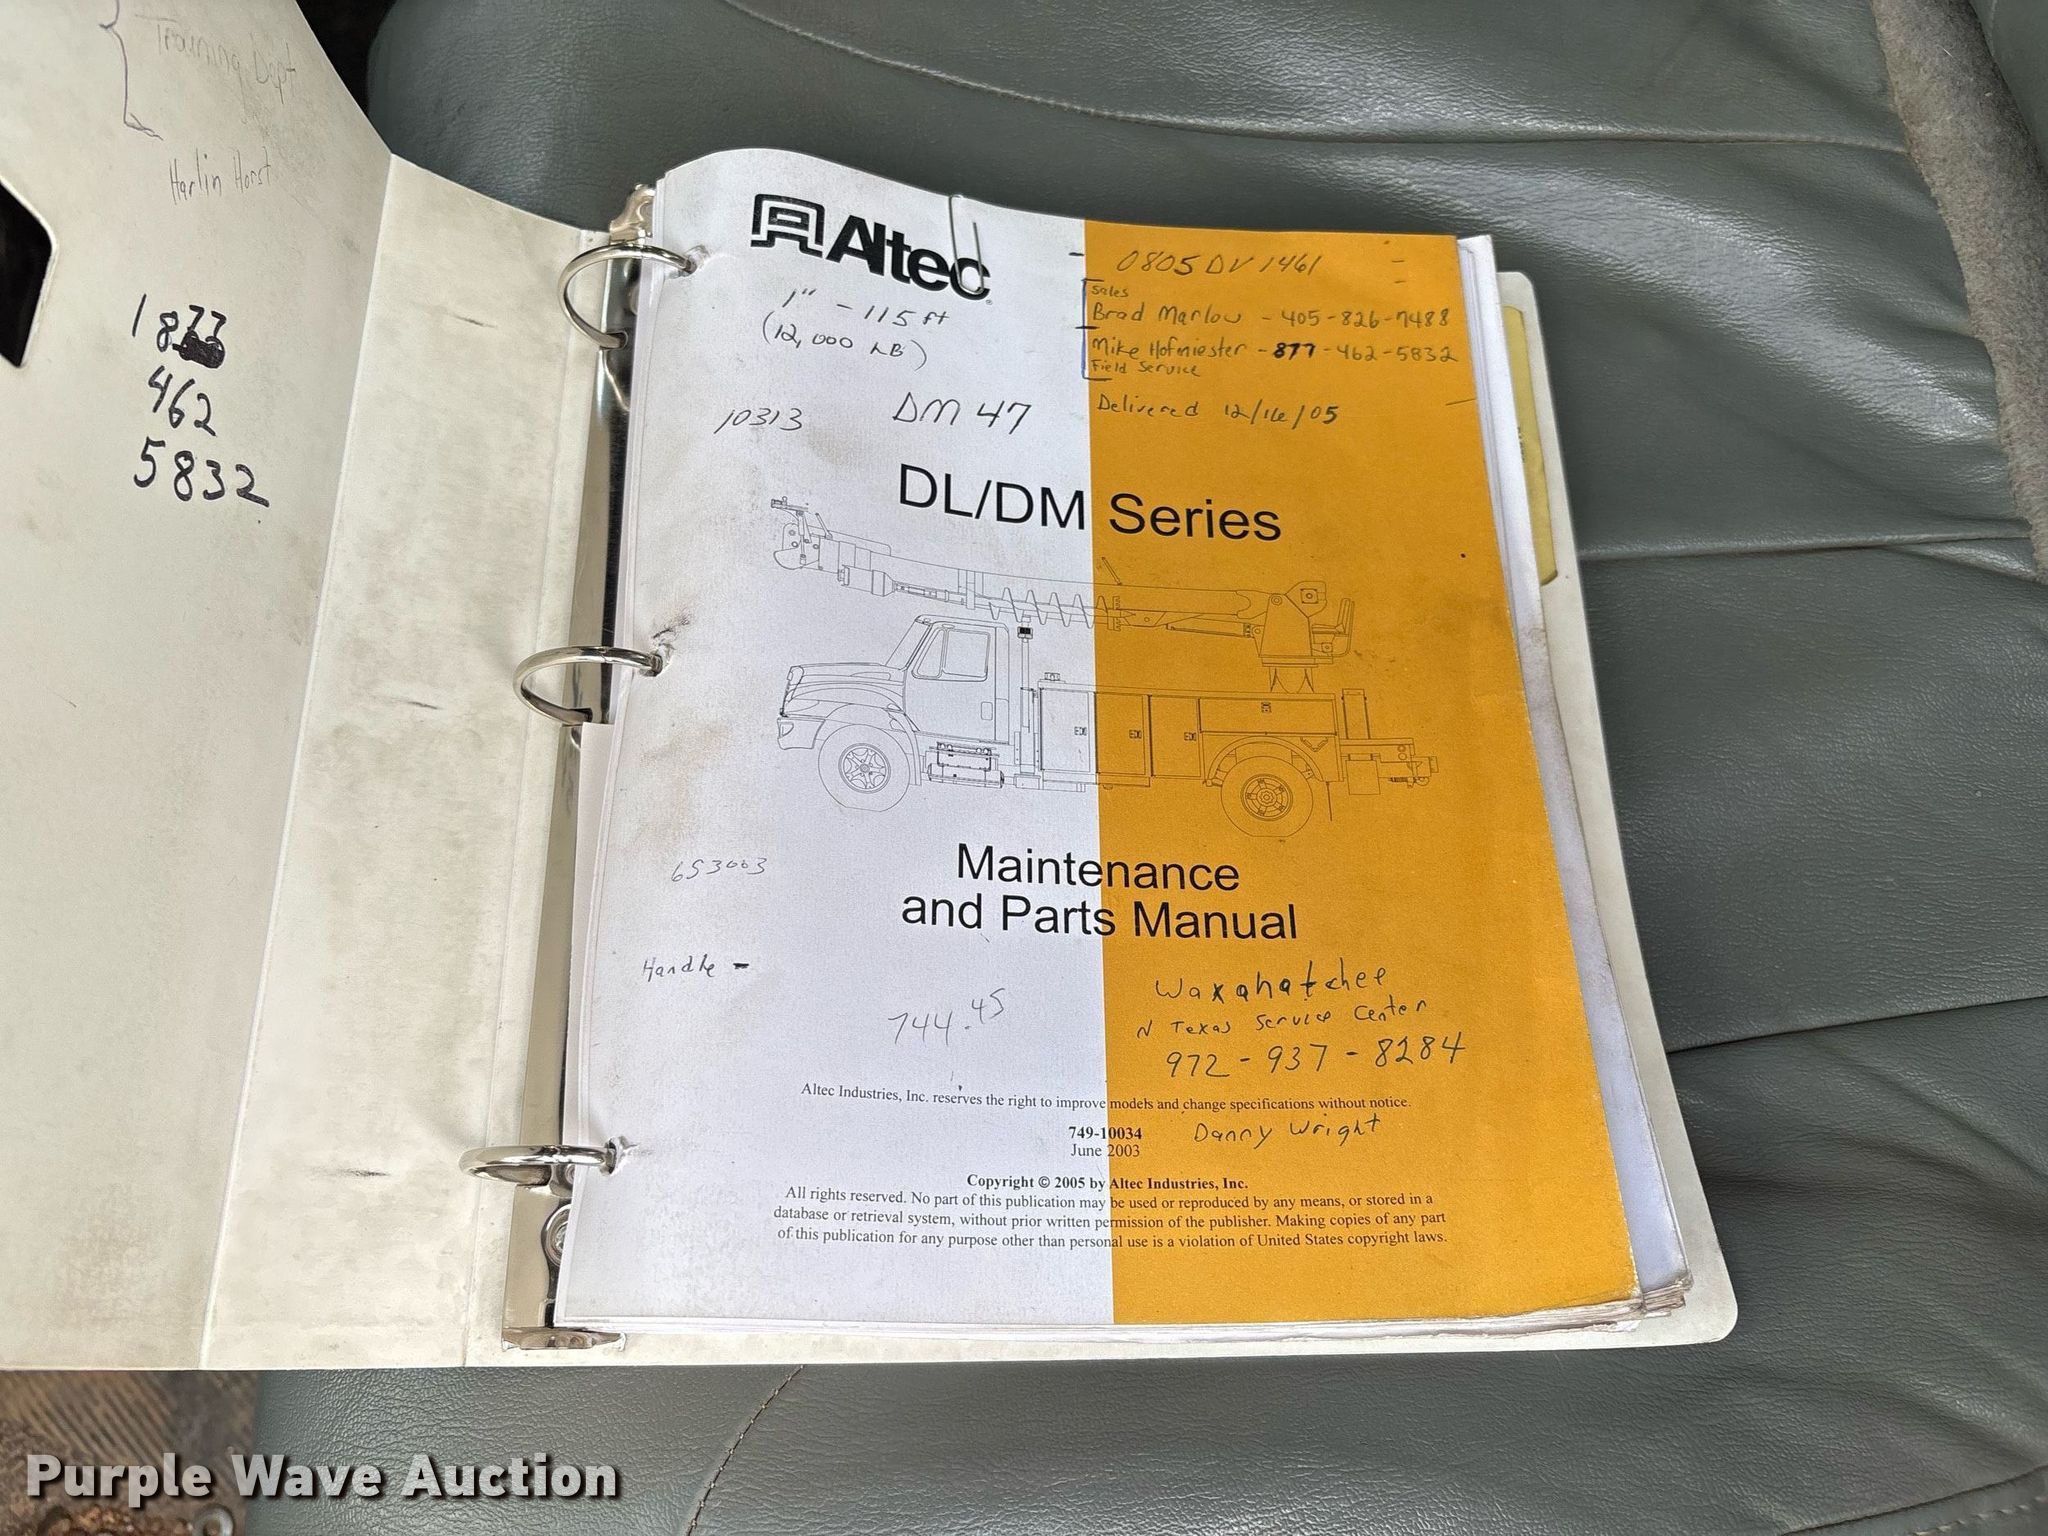 Training Dept
Harlin Horst
1877
462
5832
Altec
1" - 115 ft
(12,000 LB)
10313
DM 47
0805DV1461
Sales
Brad Marlow - 405-826-7488
Mike Hofmiester - 877-462-5832
Field Service
Delivered 12/16/05
DL/DM Series
Maintenance
and Parts Manual
653003
Handle -
744.45
Waxahatchee
N Texas Service Center
972-937-8284
Altec Industries, Inc. reserves the right to improve models and change specifications without notice.
749-10034
Danny Wright
June 2003
Copyright © 2005 by Altec Industries, Inc.
All rights reserved. No part of this publication may be used or reproduced by any means, or stored in a
database or retrieval system, without prior written permission of the publisher. Making copies of any part
of this publication for any purpose other than personal use is a violation of United States copyright laws.
Purple Wave Auction